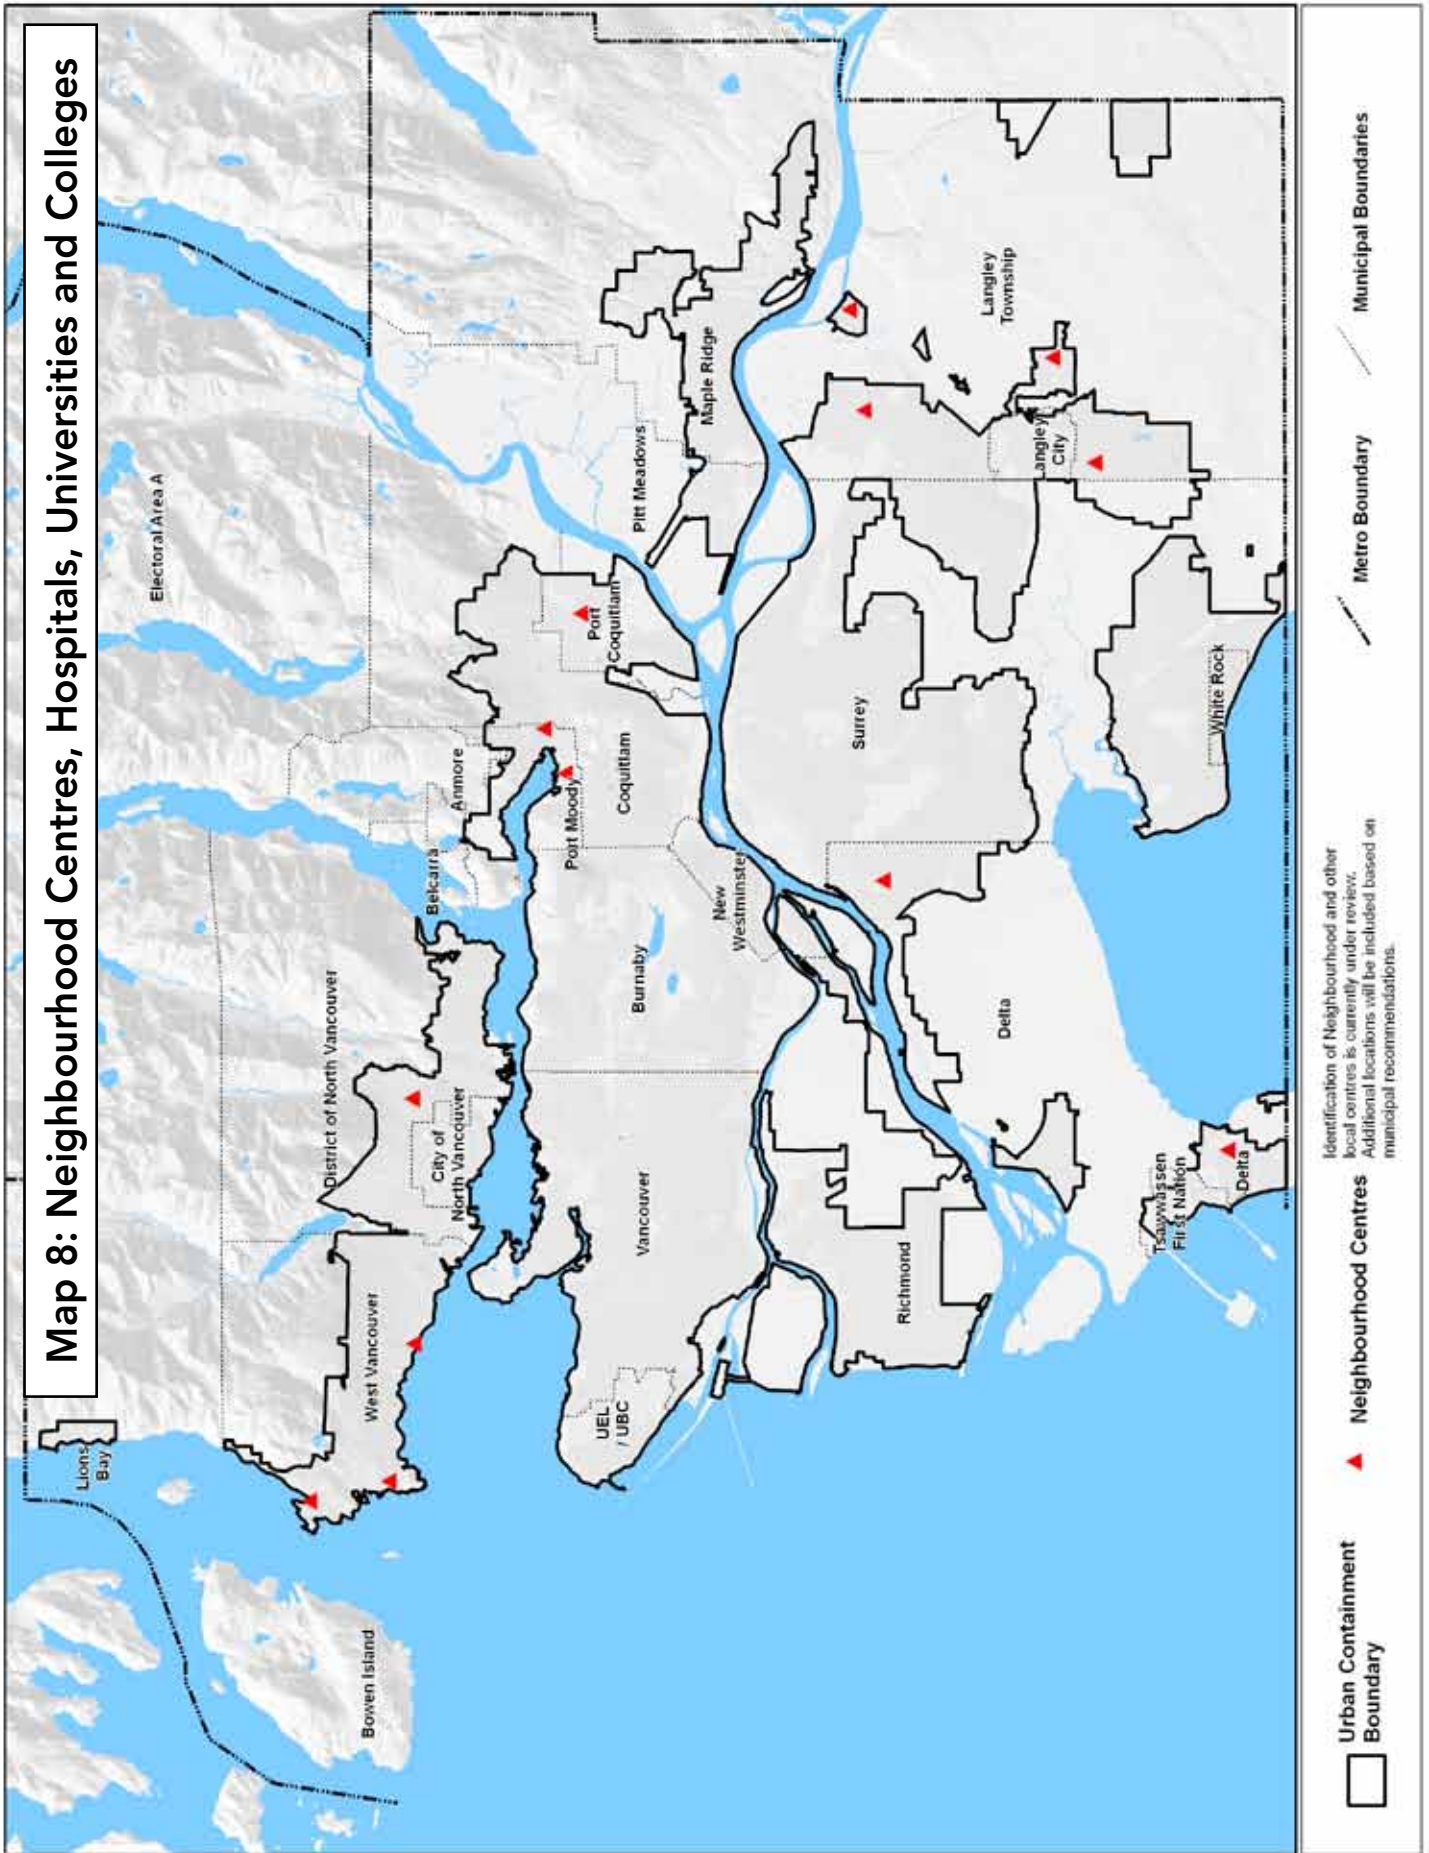 Map 8: Neighbourhood Centres, Hospitals, Universities and Colleges
Lions
Bay
Electoral Area A
Bowen Island
West Vancouver
District of North Vancouver
City of
North Vancouver
Belcarra
Anmore
Port Moody
Port
Coquitlam
Coquitlam
Pitt Meadows
Maple Ridge
UEL
/ UBC
Vancouver
Burnaby
New
Westminster
Surrey
Langley
City
Langley
Township
Richmond
Delta
Tsawwassen
First Nation
Delta
White Rock
Urban Containment
Boundary
Neighbourhood Centres
Identification of Neighbourhood and other
local centres is currently under review.
Additional locations will be included based on
municipal recommendations.
Metro Boundary
Municipal Boundaries